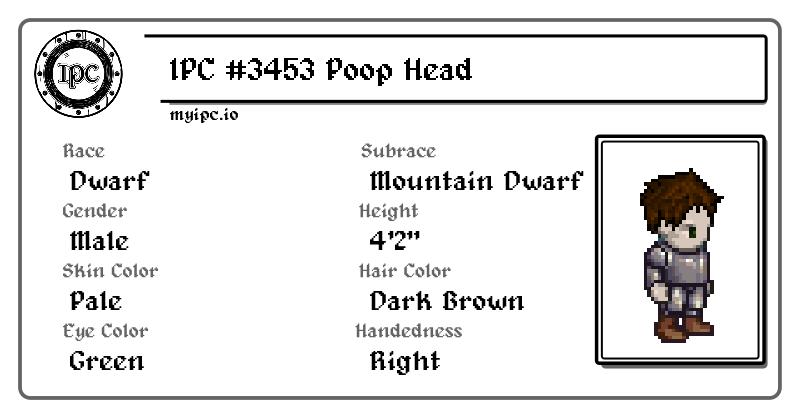 IPC
IPC #3453 Poop Head
myipc.io
Race
Dwarf
Subrace
Mountain Dwarf
Gender
Male
Height
4'2"
Skin Color
Pale
Hair Color
Dark Brown
Eye Color
Green
Handedness
Right